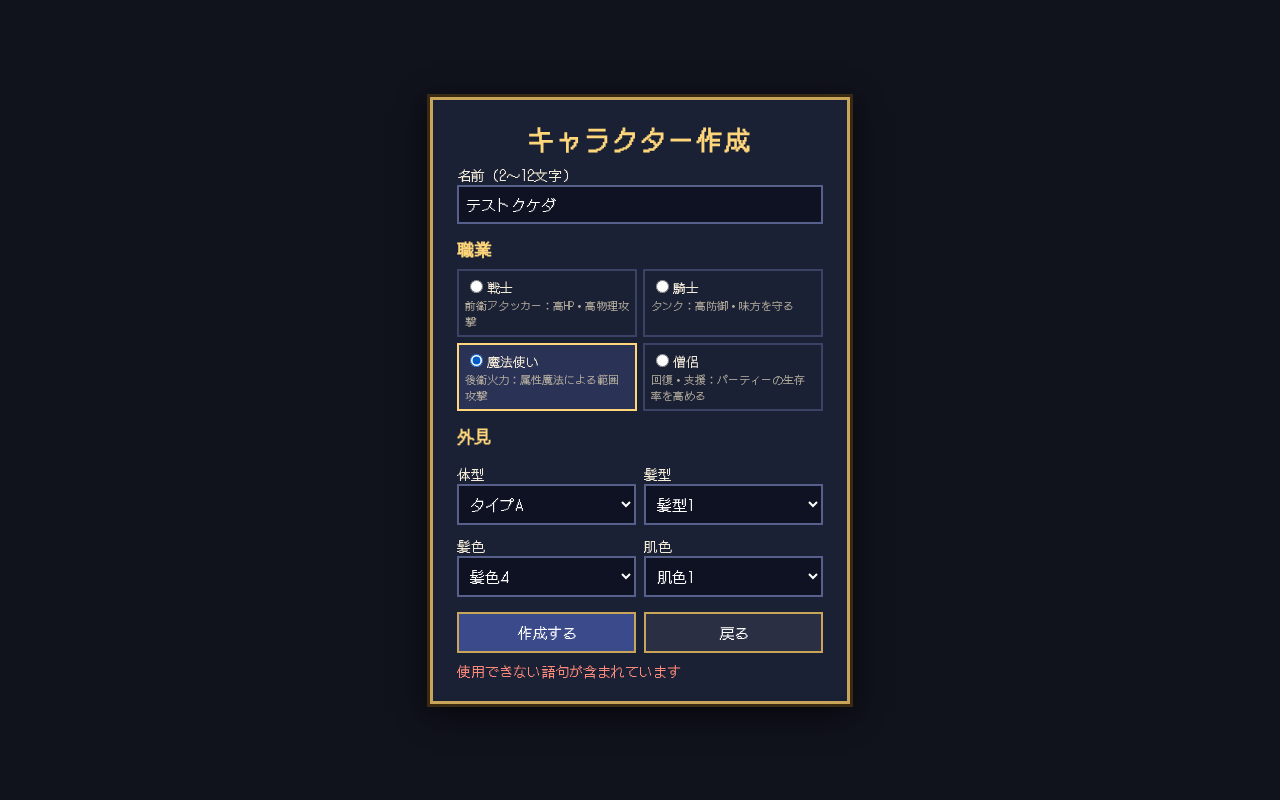 キャラクター作成
名前（2〜12文字）
テストクケダ
職業
戦士
前衛アタッカー：高HP・高物理攻
撃
騎士
タンク：高防御・味方を守る
魔法使い
後衛火力：属性魔法による範囲
攻撃
僧侶
回復・支援：パーティーの生存
率を高める
外見
体型
髪型
タイプA
髪型1
髪色
肌色
髪色4
肌色1
作成する
戻る
使用できない語句が含まれています